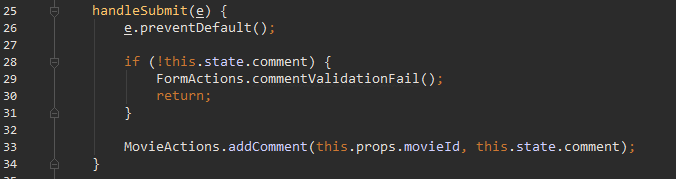 25 handleSubmit(e) {
26 e.preventDefault();
27
28 if (!this.state.comment) {
29 FormActions.commentValidationFail();
30 return;
31 }
32
33 MovieActions.addComment(this.props.movieId, this.state.comment);
34 }